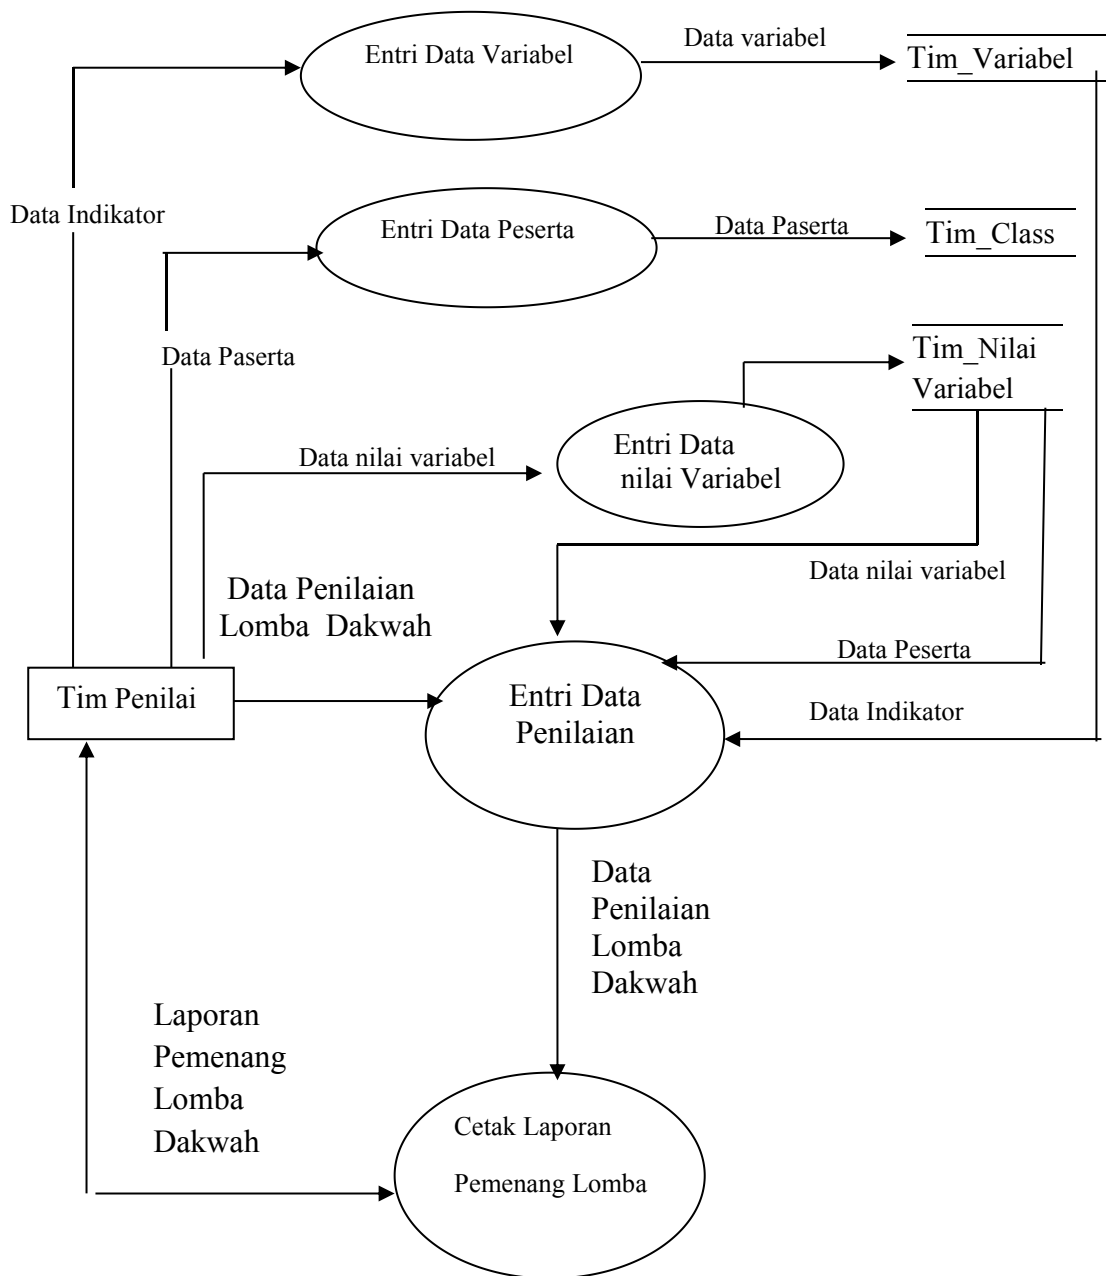 Entri Data Variabel
Data variabel
Tim_Variabel
Data Indikator
Entri Data Peserta
Data Paserta
Tim_Class
Data Paserta
Tim_Nilai
Variabel
Data nilai variabel
Entri Data
nilai Variabel
Data nilai variabel
Data Penilaian
Lomba Dakwah
Data Peserta
Tim Penilai
Entri Data
Penilaian
Data Indikator
Data
Penilaian
Lomba
Dakwah
Laporan
Pemenang
Lomba
Dakwah
Cetak Laporan
Pemenang Lomba